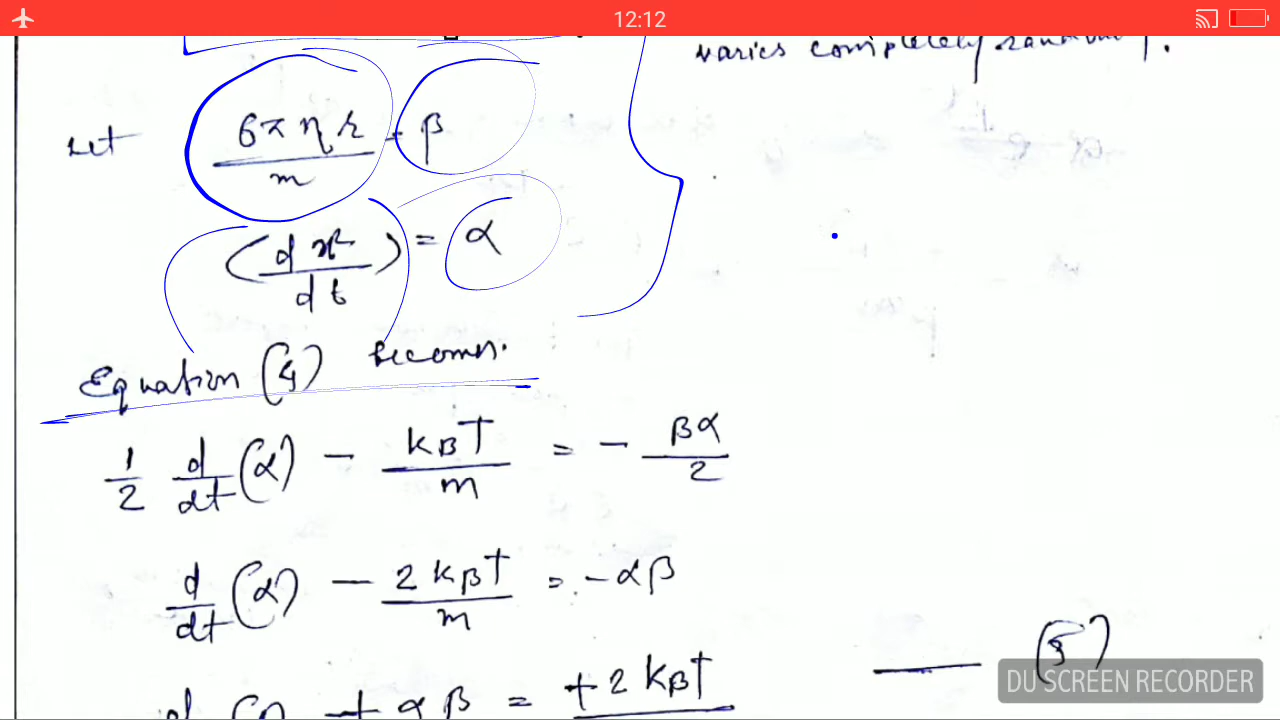 12:12
varies completely
Let 6πηr/m = β
(dx²/dt) = α
Equation (4) becomes.
1/2 d/dt (α) - kBT/m = - βα/2
d/dt (α) - 2kBT/m = -αβ
(5)
+ αβ = +2kBT
DU SCREEN RECORDER